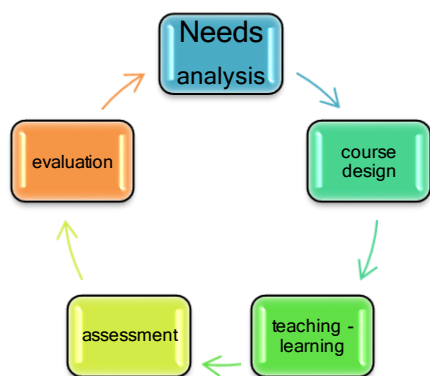 Needs
analysis
course
design
teaching -
learning
assessment
evaluation